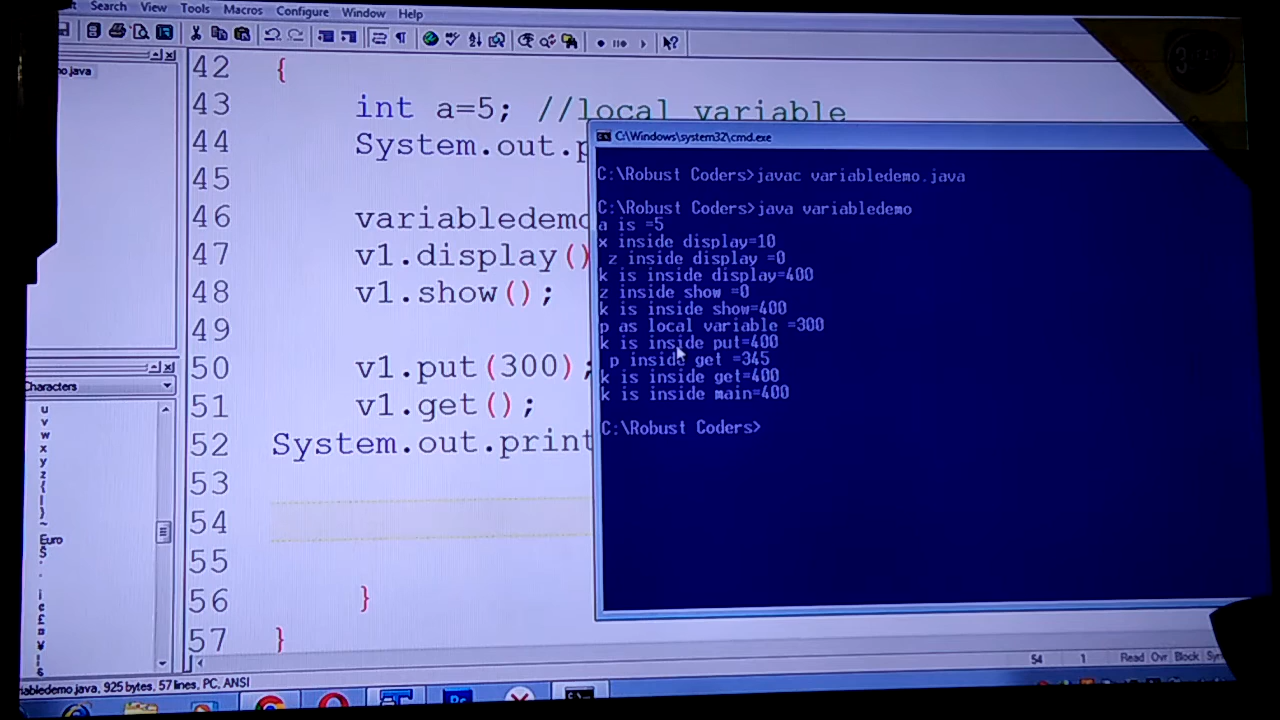 Search View Tools Macros Configure Window Help
bo.java
42 {
43 int a=5; //local variable
44 System.out.p
45
46 variabledemo
47 v1.display()
48 v1.show();
49
50 v1.put(300);
51 v1.get();
52 System.out.print
53
54
55
56 }
57 }
C:\Windows\system32\cmd.exe
C:\Robust Coders>javac variabledemo.java
C:\Robust Coders>java variabledemo
a is =5
x inside display=10
z inside display =0
k is inside display=400
z inside show =0
k is inside show=400
p as local variable =300
k is inside put=400
p inside get =345
k is inside get=400
k is inside main=400
C:\Robust Coders>
Characters
u
v
w
x
y
z
{
|
}
~
Euro
54 1 Read Ovr Block
iabledemo.java, 925 bytes, 57 lines, PC, ANSI